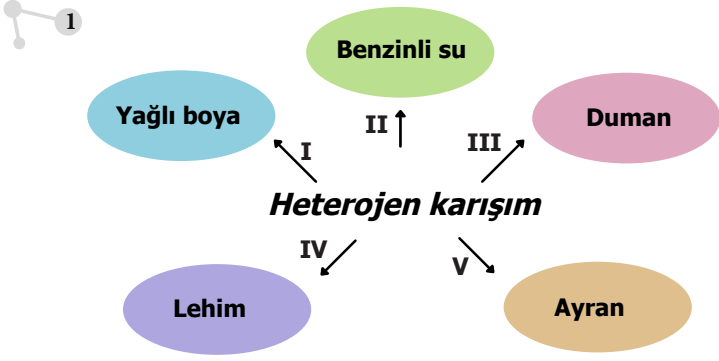 1
Benzinli su
Yağlı boya
Duman
I
II
III
Heterojen karışım
IV
V
Lehim
Ayran